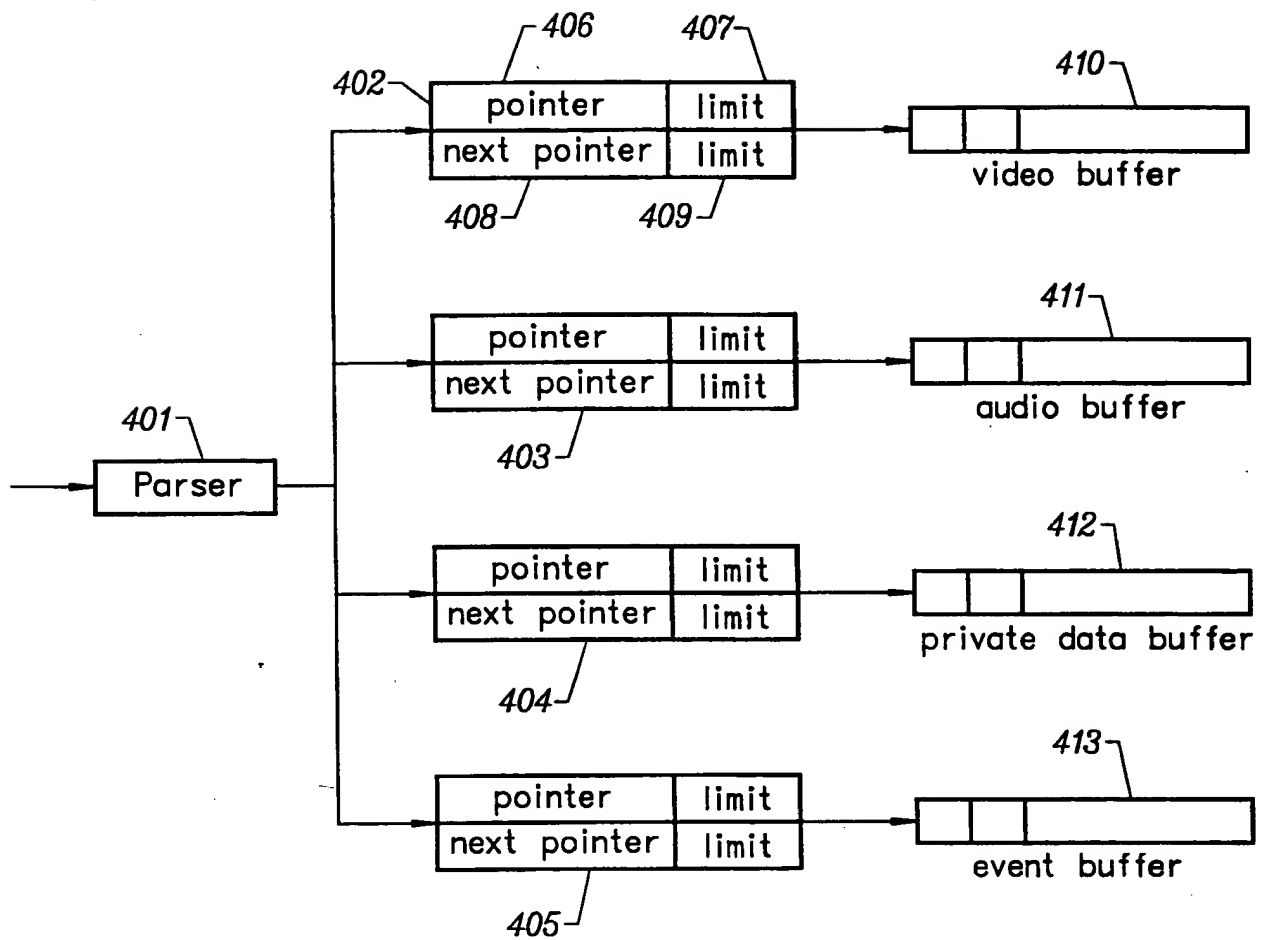 406 407
402 410
pointer limit
next pointer limit
video buffer
408 409
411
pointer limit
next pointer limit
audio buffer
401 403
Parser
412
pointer limit
next pointer limit
private data buffer
404
413
pointer limit
next pointer limit
event buffer
405